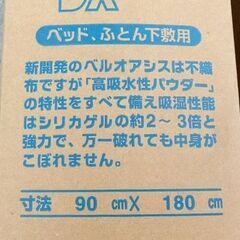 DX
ベッド、ふとん下敷用
新開発のベルオアシスは不織
布ですが「高吸水性パウダー」
の特性をすべて備え吸湿性能
はシリカゲルの約2～3倍と
強力で、万一破れても中身が
こぼれません。
寸法 90cmX 180cm